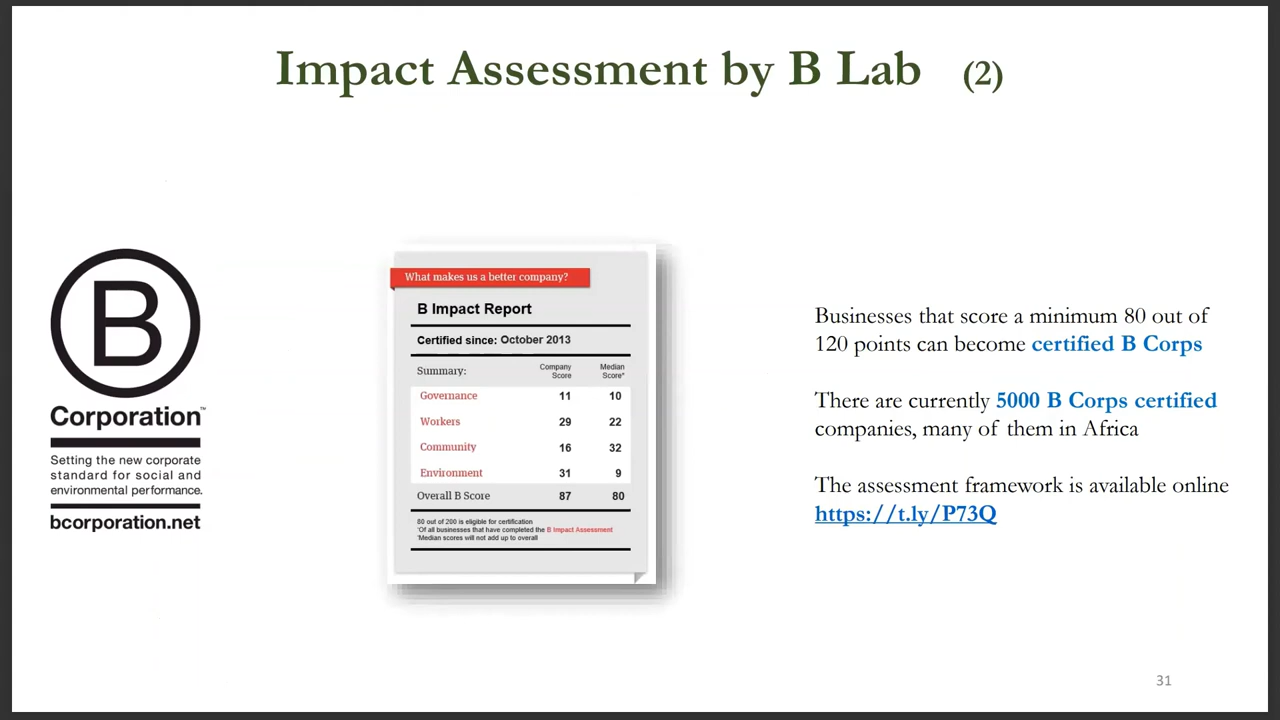 Impact Assessment by B Lab (2)
B
Corporation™
Setting the new corporate
standard for social and
environmental performance.
bcorporation.net
What makes us a better company?
B Impact Report
Certified since: October 2013
Summary: Company Score Median Score*
Governance 11 10
Workers 29 22
Community 16 32
Environment 31 9
Overall B Score 87 80
80 out of 200 is eligible for certification
*Of all businesses that have completed the B Impact Assessment
*Median scores will not add up to overall
Businesses that score a minimum 80 out of
120 points can become certified B Corps
There are currently 5000 B Corps certified
companies, many of them in Africa
The assessment framework is available online
https://t.ly/P73Q
31